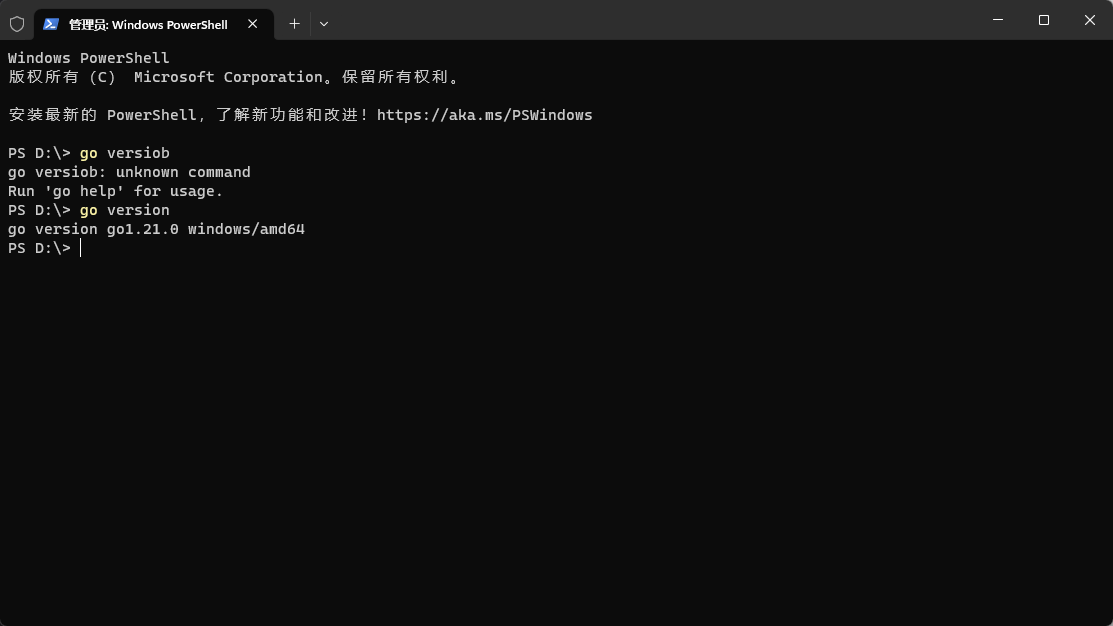 管理员: Windows PowerShell
Windows PowerShell
版权所有 (C)  Microsoft Corporation。保留所有权利。
安装最新的 PowerShell，了解新功能和改进！https://aka.ms/PSWindows
PS D:\> go versiob
go versiob: unknown command
Run 'go help' for usage.
PS D:\> go version
go version go1.21.0 windows/amd64
PS D:\>